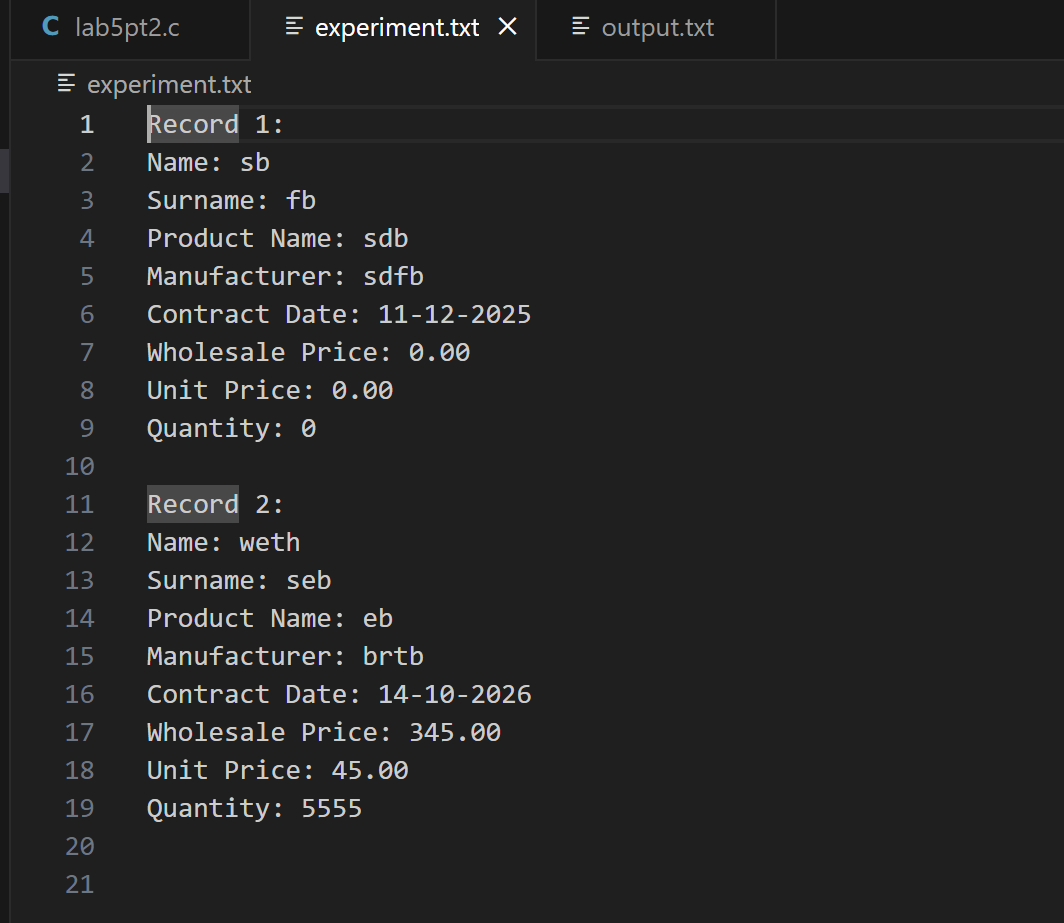 C lab5pt2.c experiment.txt output.txt
experiment.txt
1 Record 1:
2 Name: sb
3 Surname: fb
4 Product Name: sdb
5 Manufacturer: sdfb
6 Contract Date: 11-12-2025
7 Wholesale Price: 0.00
8 Unit Price: 0.00
9 Quantity: 0
10
11 Record 2:
12 Name: weth
13 Surname: seb
14 Product Name: eb
15 Manufacturer: brtb
16 Contract Date: 14-10-2026
17 Wholesale Price: 345.00
18 Unit Price: 45.00
19 Quantity: 5555
20
21